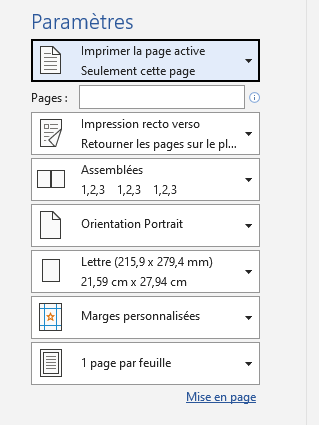 Paramètres
Imprimer la page active
Seulement cette page
Pages :
Impression recto verso
Retourner les pages sur le pl...
Assemblées
1,2,3 1,2,3 1,2,3
Orientation Portrait
Lettre (215,9 x 279,4 mm)
21,59 cm x 27,94 cm
Marges personnalisées
1 page par feuille
Mise en page